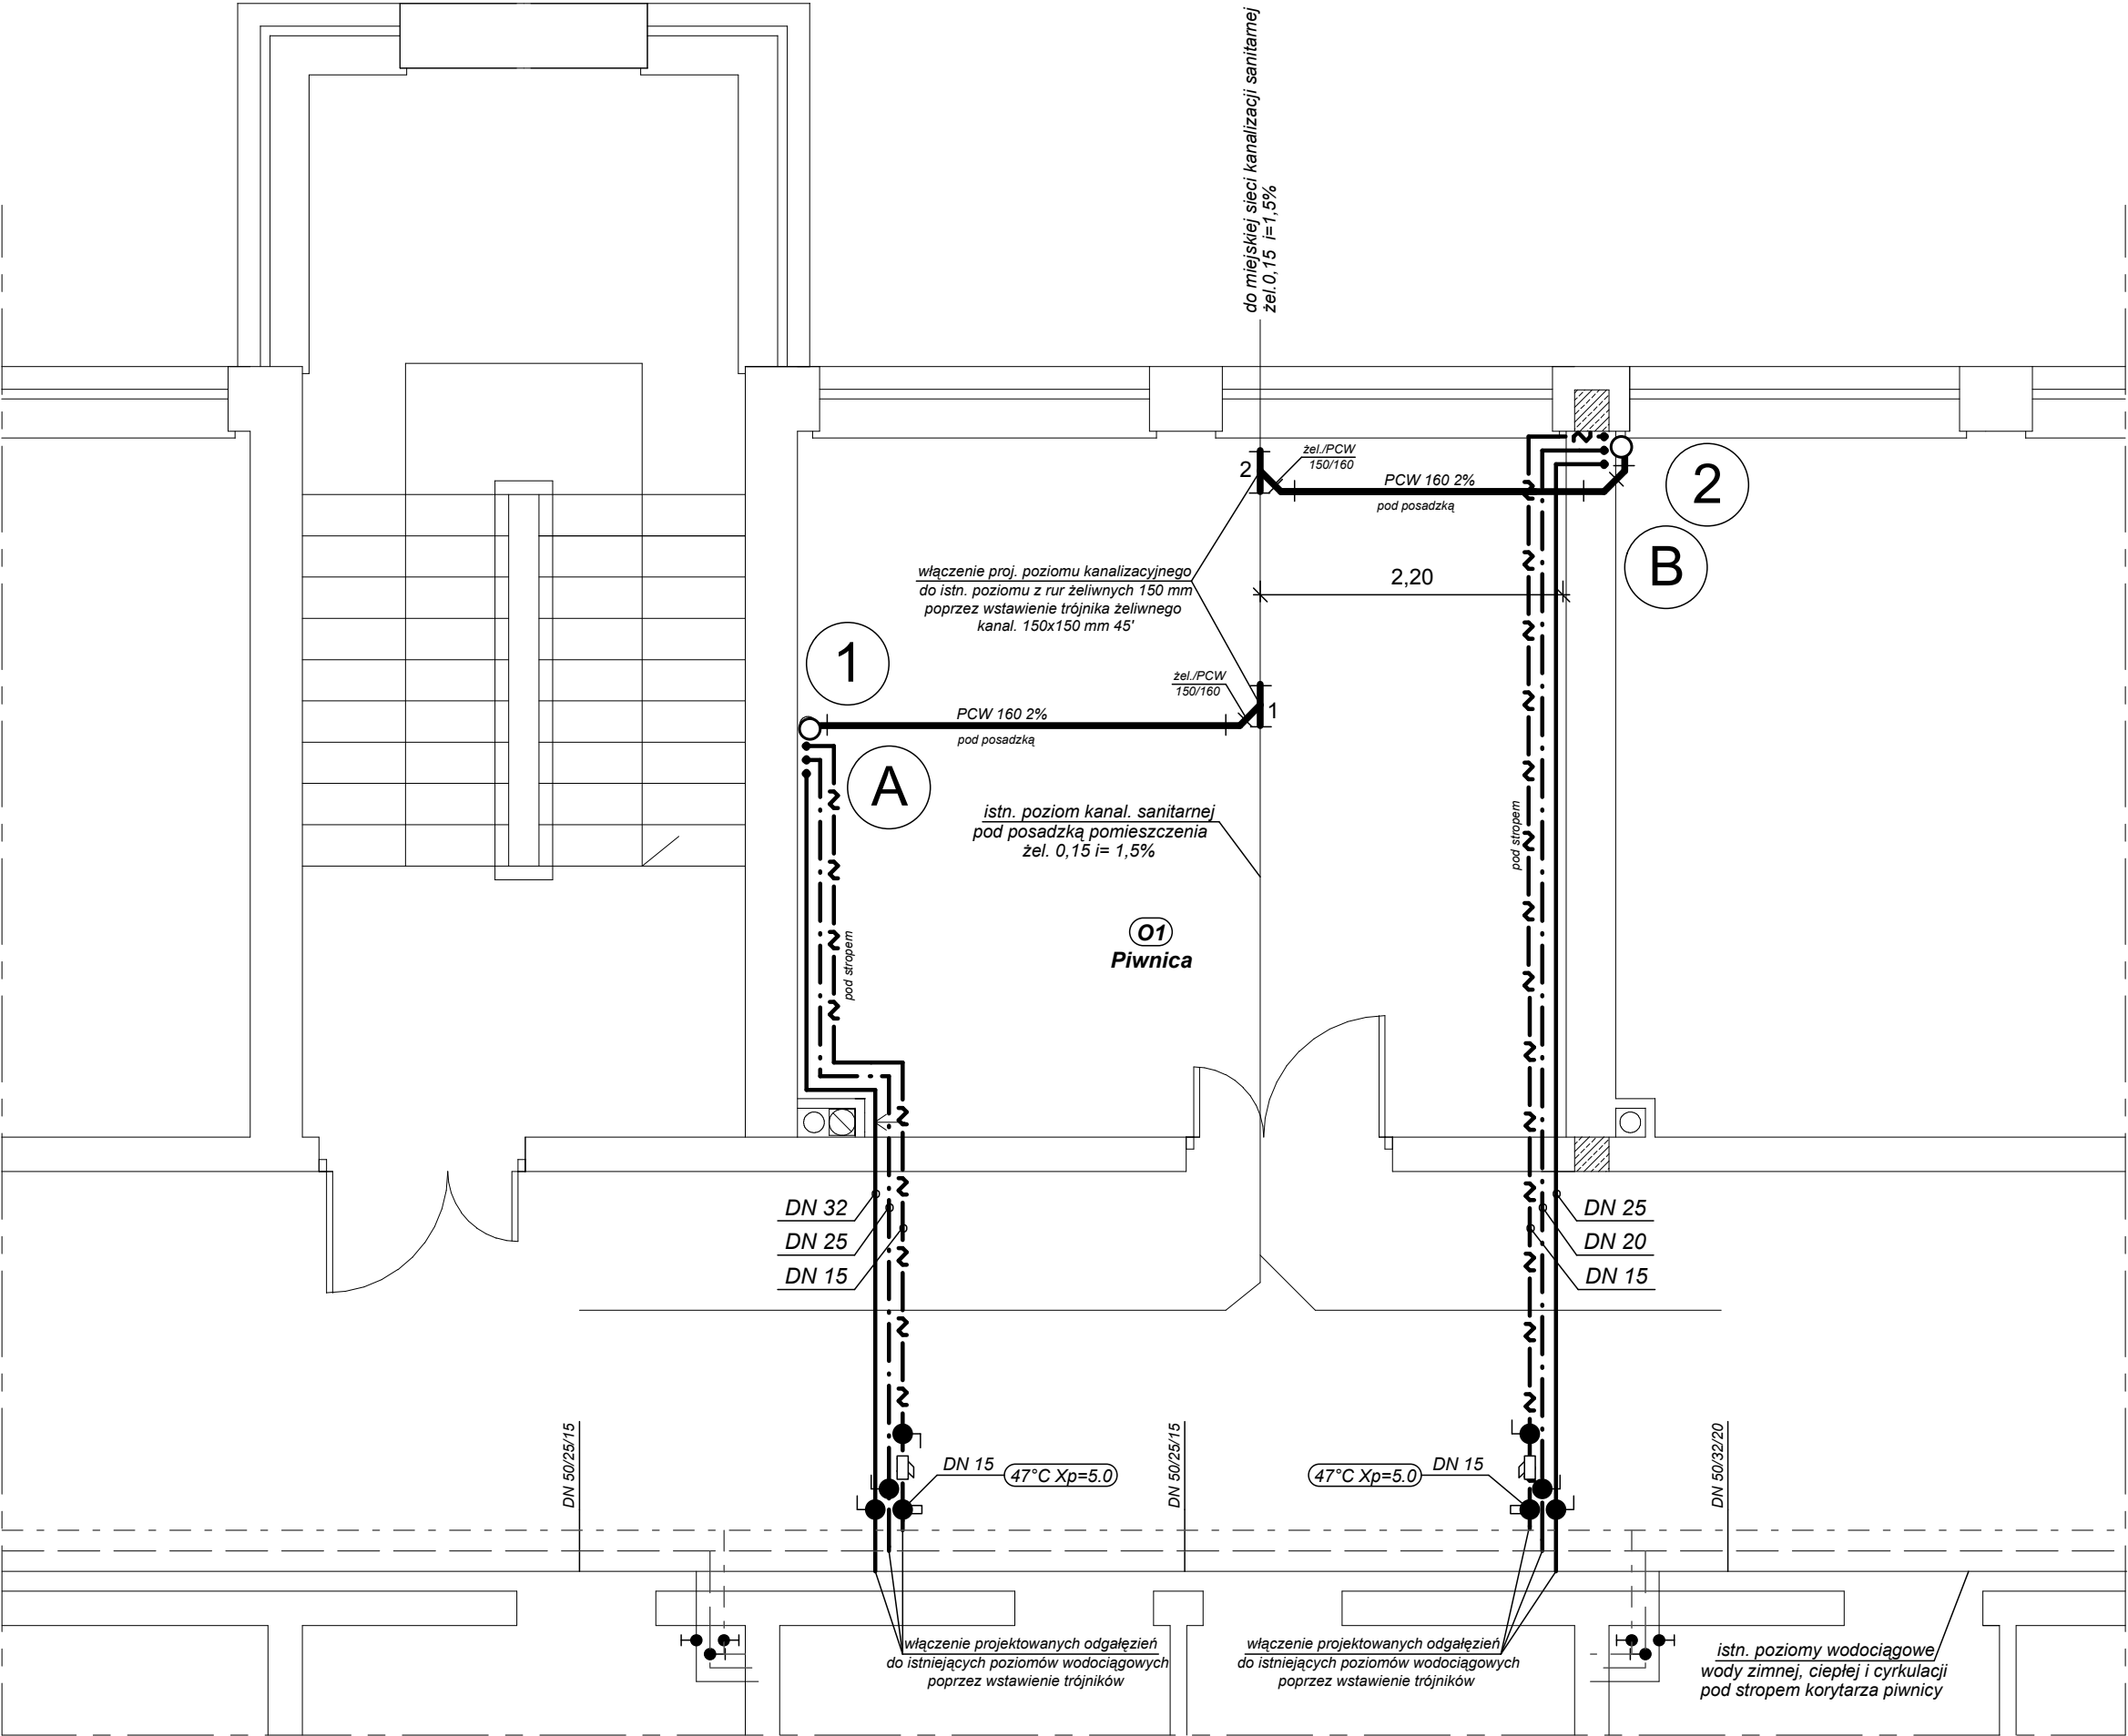 do miejskiej sieci kanalizacji sanitarnej
żel.0,15 i=1,5%
2
żel./PCW
150/160
PCW 160 2%
pod posadzką
2
B
2,20
włączenie proj. poziomu kanalizacyjnego
do istn. poziomu z rur żeliwnych 150 mm
poprzez wstawienie trójnika żeliwnego
kanal. 150x150 mm 45'
1
żel./PCW
150/160
1
PCW 160 2%
pod posadzką
A
istn. poziom kanal. sanitarnej
pod posadzką pomieszczenia
żel. 0,15 i= 1,5%
pod stropem
pod stropem
O1
Piwnica
DN 32
DN 25
DN 15
DN 25
DN 20
DN 15
DN 50/25/15
DN 15
47°C Xp=5.0
DN 50/25/15
47°C Xp=5.0
DN 15
DN 50/32/20
włączenie projektowanych odgałęzień
do istniejących poziomów wodociągowych
poprzez wstawienie trójników
włączenie projektowanych odgałęzień
do istniejących poziomów wodociągowych
poprzez wstawienie trójników
istn. poziomy wodociągowe
wody zimnej, ciepłej i cyrkulacji
pod stropem korytarza piwnicy